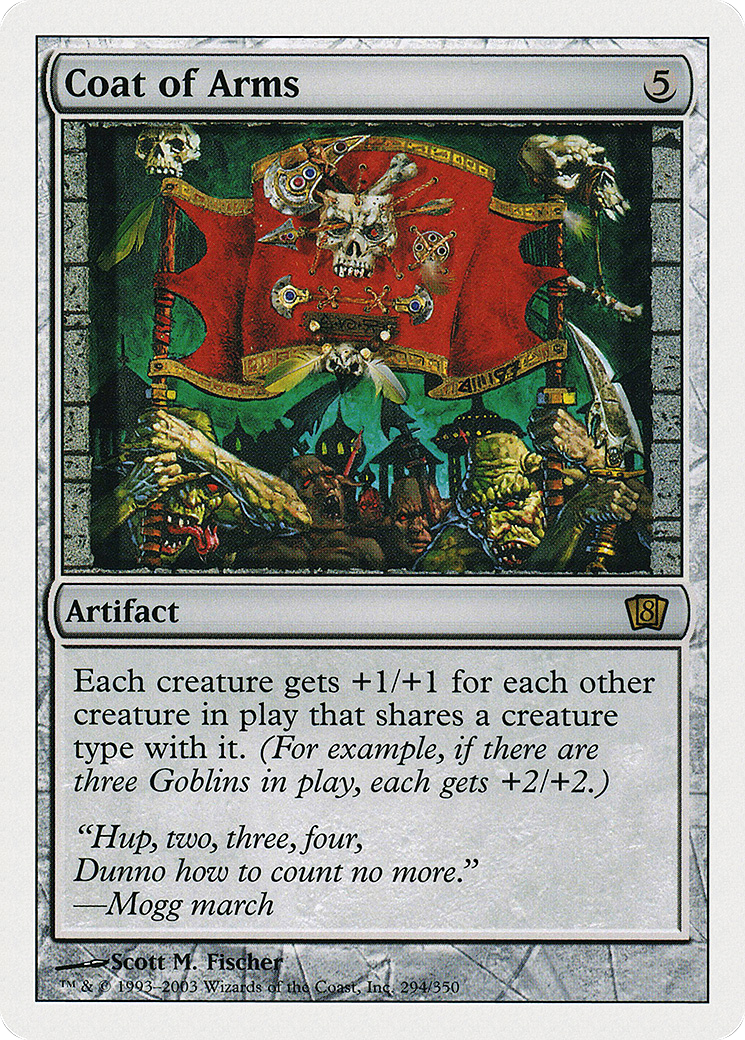 Coat of Arms 5
Artifact 8
Each creature gets +1/+1 for each other
creature in play that shares a creature
type with it. (For example, if there are
three Goblins in play, each gets +2/+2.)
“Hup, two, three, four,
Dunno how to count no more.”
—Mogg march
Scott M. Fischer
™ & © 1993–2003 Wizards of the Coast, Inc. 294/350